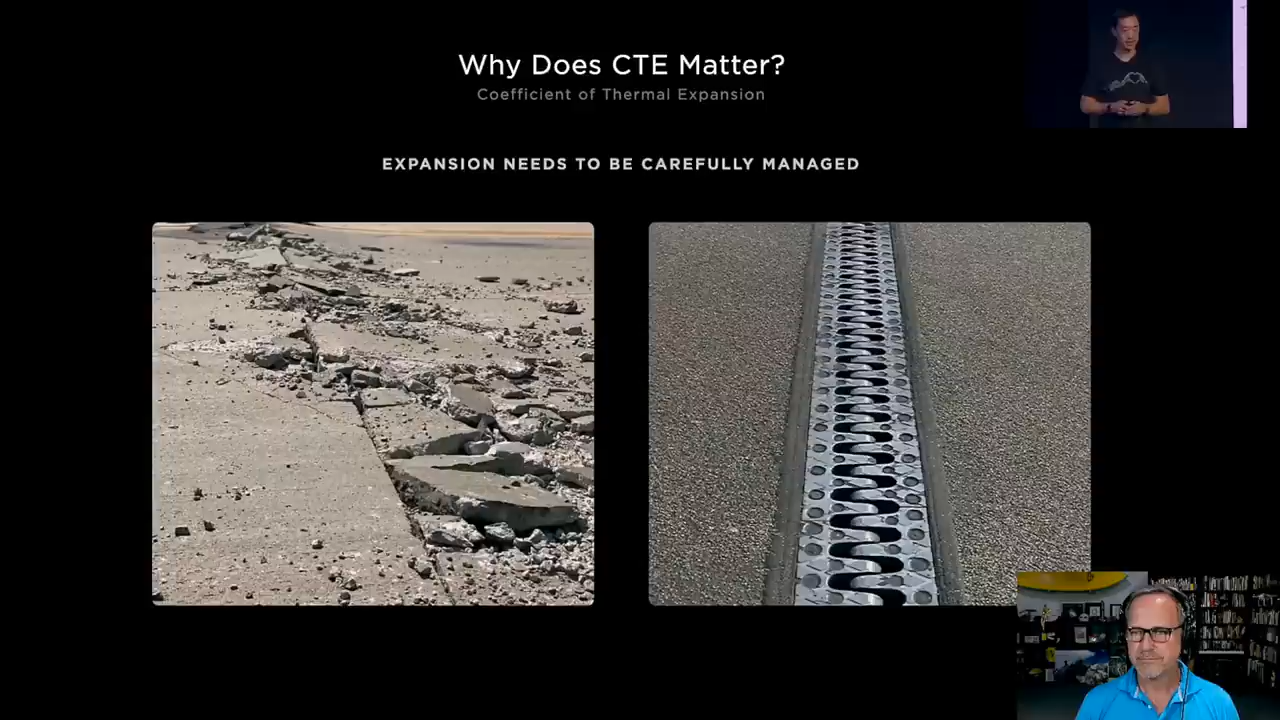 Why Does CTE Matter?
Coefficient of Thermal Expansion
EXPANSION NEEDS TO BE CAREFULLY MANAGED